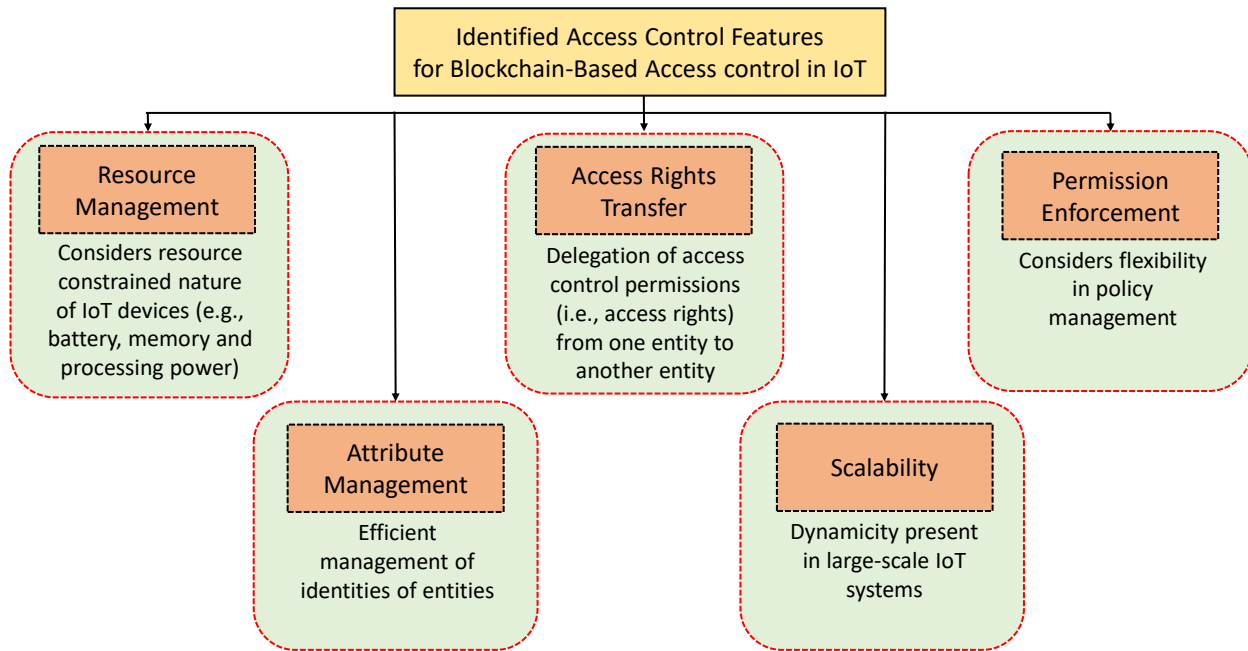 Identified Access Control Features
for Blockchain-Based Access control in IoT
Resource
Management
Considers resource
constrained nature
of IoT devices (e.g.,
battery, memory and
processing power)
Access Rights
Transfer
Delegation of access
control permissions
(i.e., access rights)
from one entity to
another entity
Permission
Enforcement
Considers flexibility
in policy
management
Attribute
Management
Efficient
management of
identities of entities
Scalability
Dynamicity present
in large-scale IoT
systems